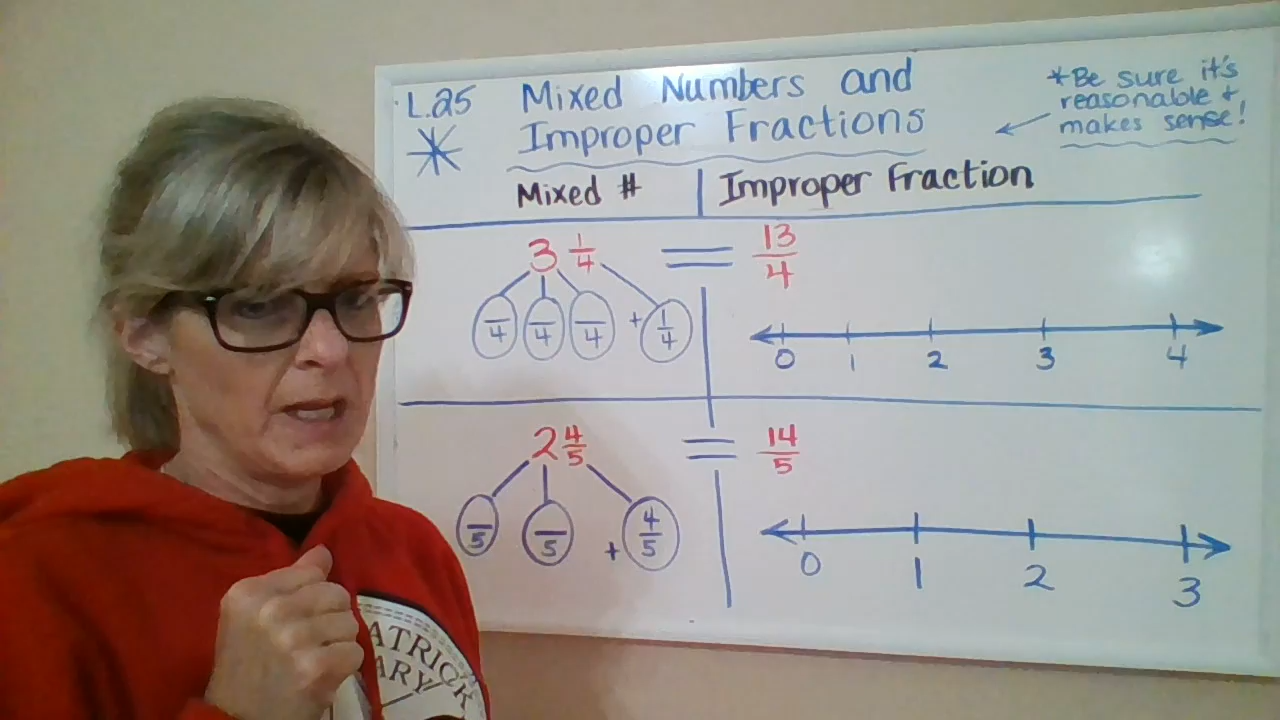 L.25 Mixed Numbers and
Improper Fractions
*Be sure it's
reasonable +
makes sense!
Mixed # Improper Fraction
3 1/4 = 13/4
/4 /4 /4 + 1/4
0 1 2 3 4
2 4/5 = 14/5
/5 /5 + 4/5
0 1 2 3
ATRICK
ARY